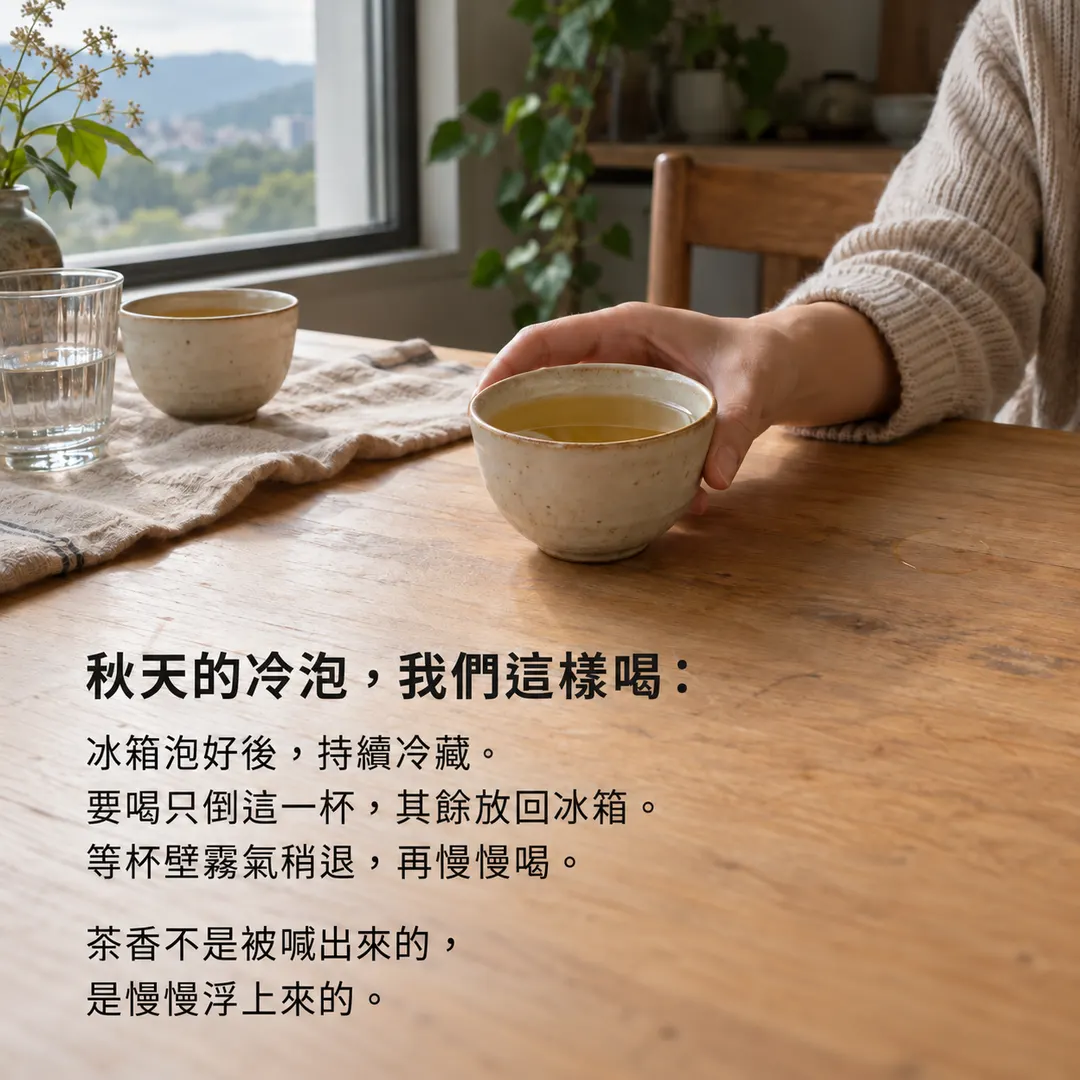 秋天的冷泡，我們這樣喝：
冰箱泡好後，持續冷藏。
要喝只倒這一杯，其餘放回冰箱。
等杯壁霧氣稍退，再慢慢喝。
茶香不是被喊出來的，
是慢慢浮上來的。